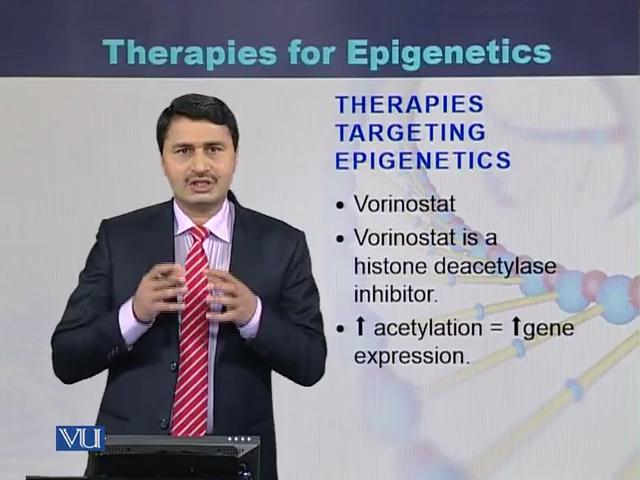 Therapies for Epigenetics
THERAPIES
TARGETING
EPIGENETICS
• Vorinostat
• Vorinostat is a
histone deacetylase
inhibitor.
• ⬆ acetylation = ⬆gene
expression.
VU